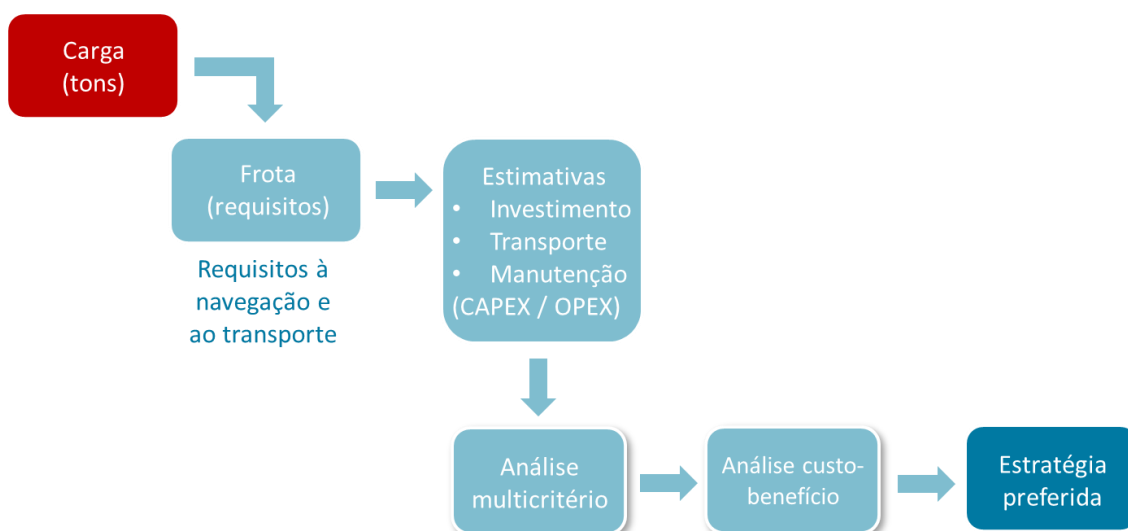 Carga
(tons)
Frota
(requisitos)
Requisitos à
navegação e
ao transporte
Estimativas
• Investimento
• Transporte
• Manutenção
(CAPEX / OPEX)
Análise
multicritério
Análise custo-
benefício
Estratégia
preferida